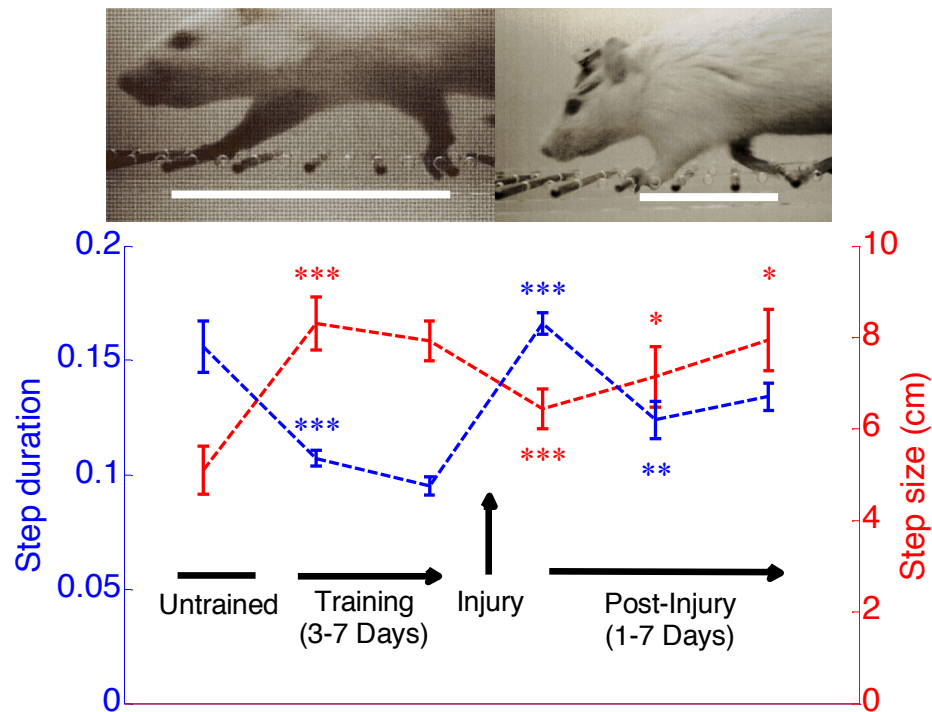 0.2
0.15
0.1
0.05
0
Step duration
10
8
6
4
2
0
Step size (cm)
***
***
***
***
*
**
*
Untrained
Training
(3-7 Days)
Injury
Post-Injury
(1-7 Days)